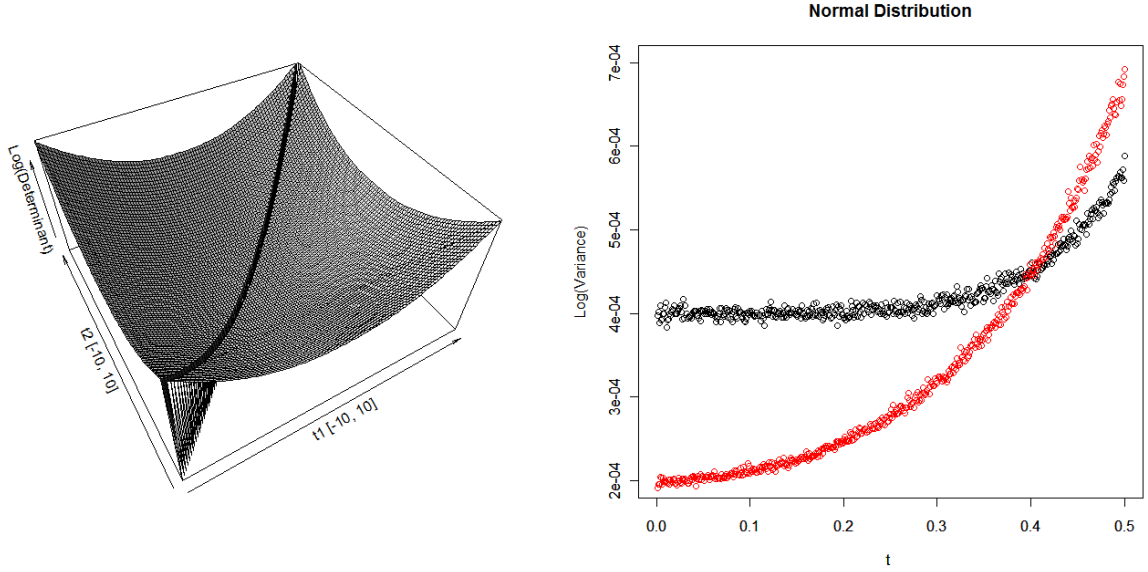 Log(Determinant)
t2 [-10, 10]
t1 [-10, 10]
Normal Distribution
Log(Variance)
7e-04
6e-04
5e-04
4e-04
3e-04
2e-04
0.0 0.1 0.2 0.3 0.4 0.5
t